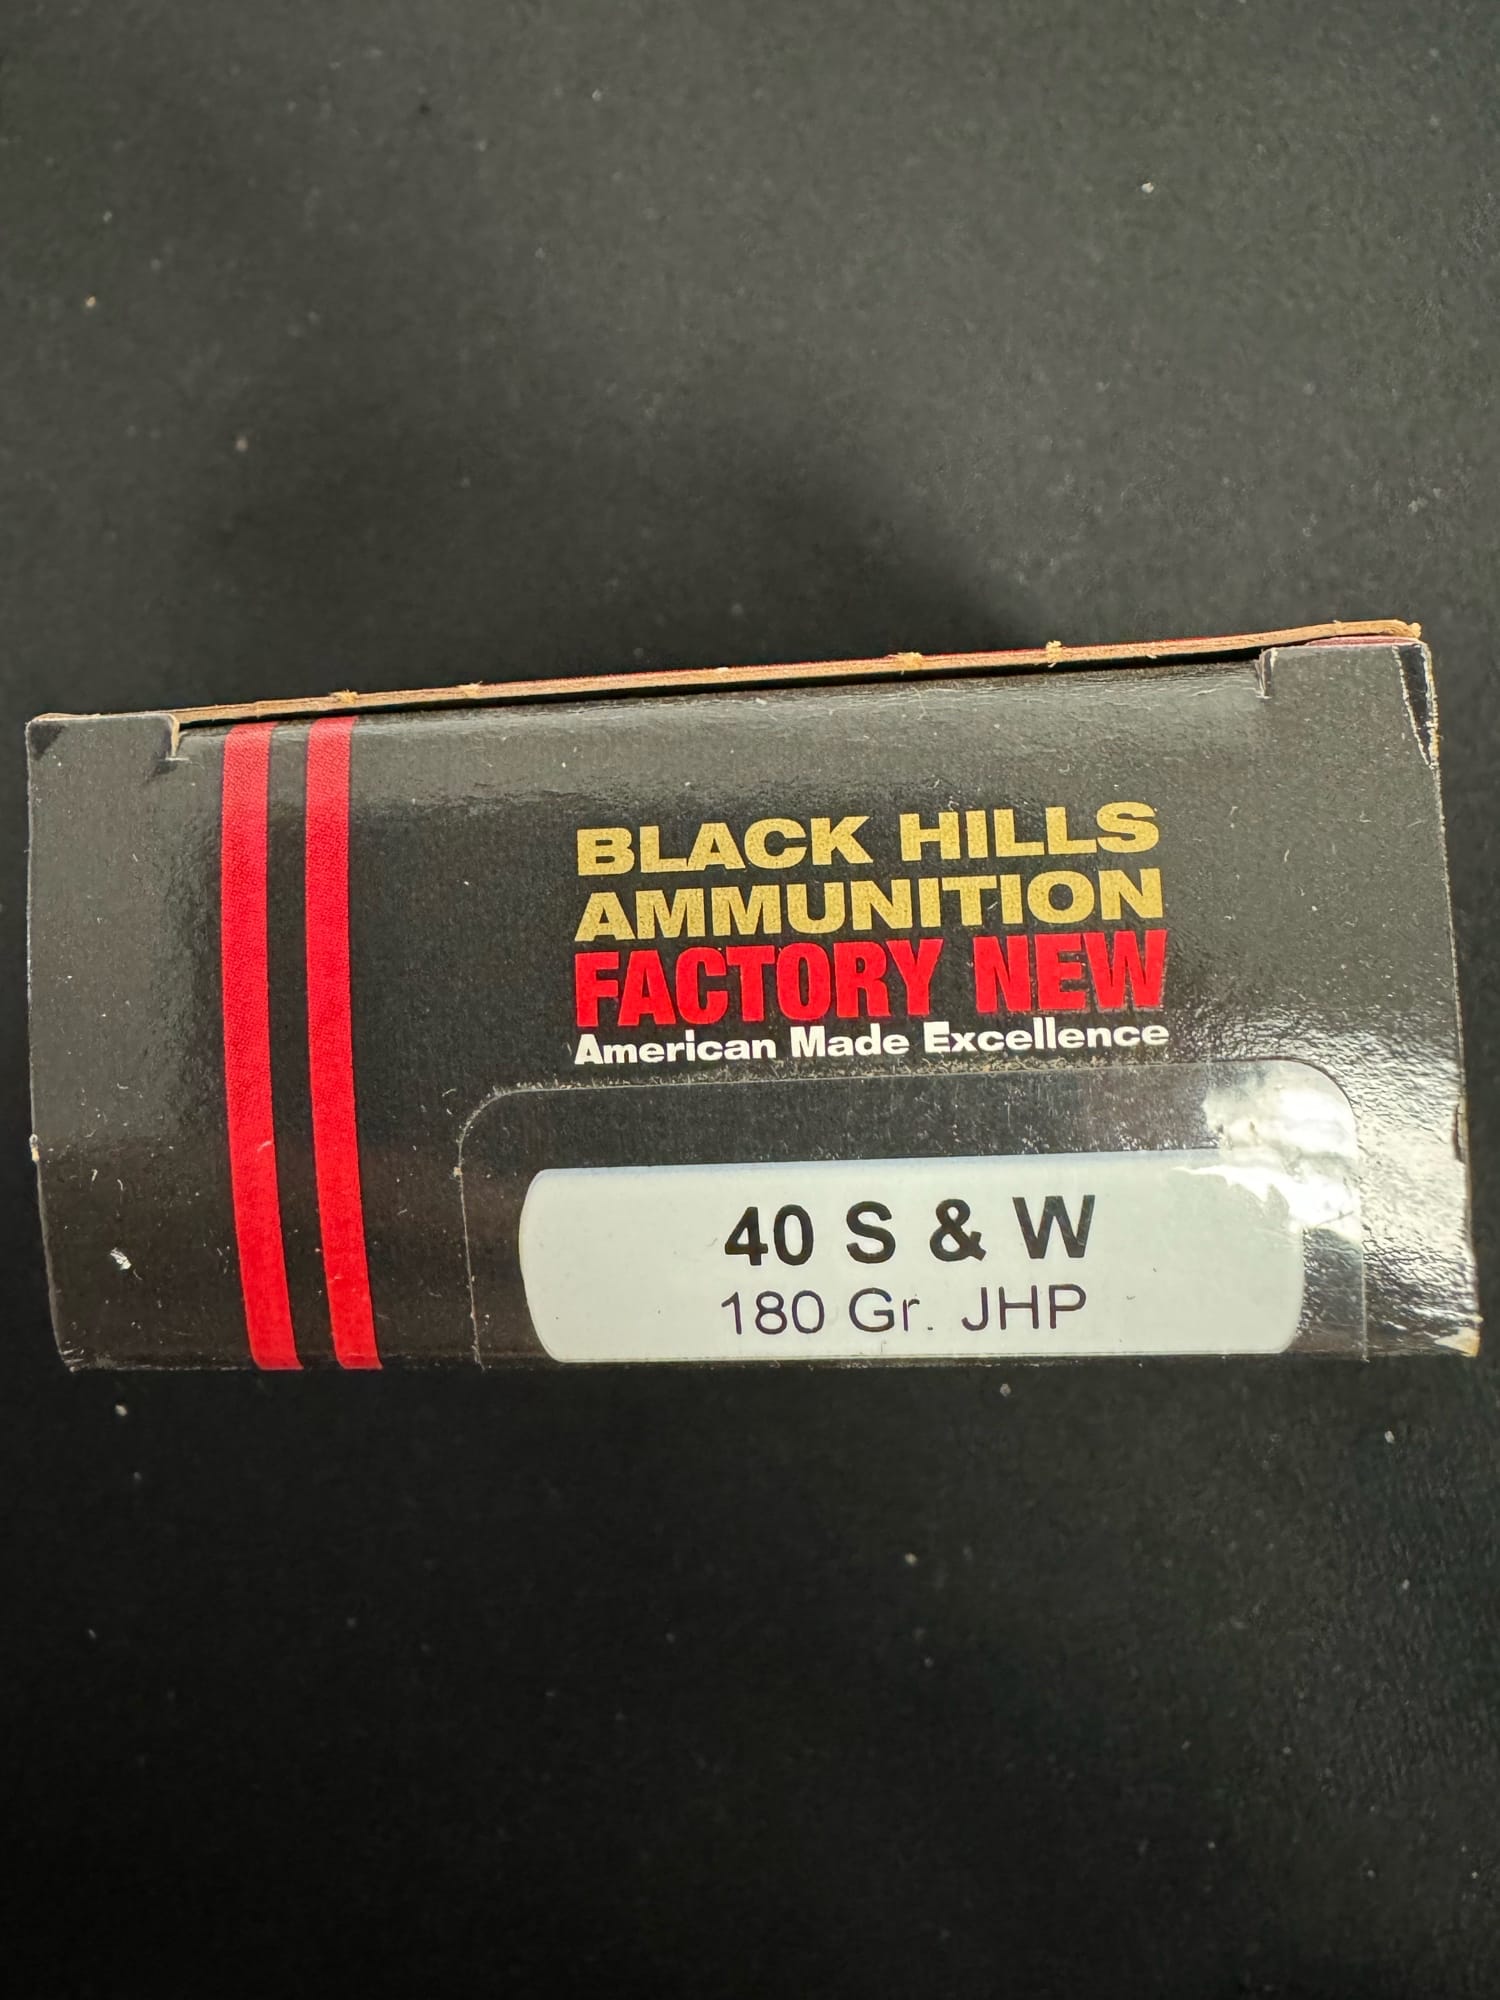 BLACK HILLS
AMMUNITION
FACTORY NEW
American Made Excellence
40 S & W
180 Gr. JHP